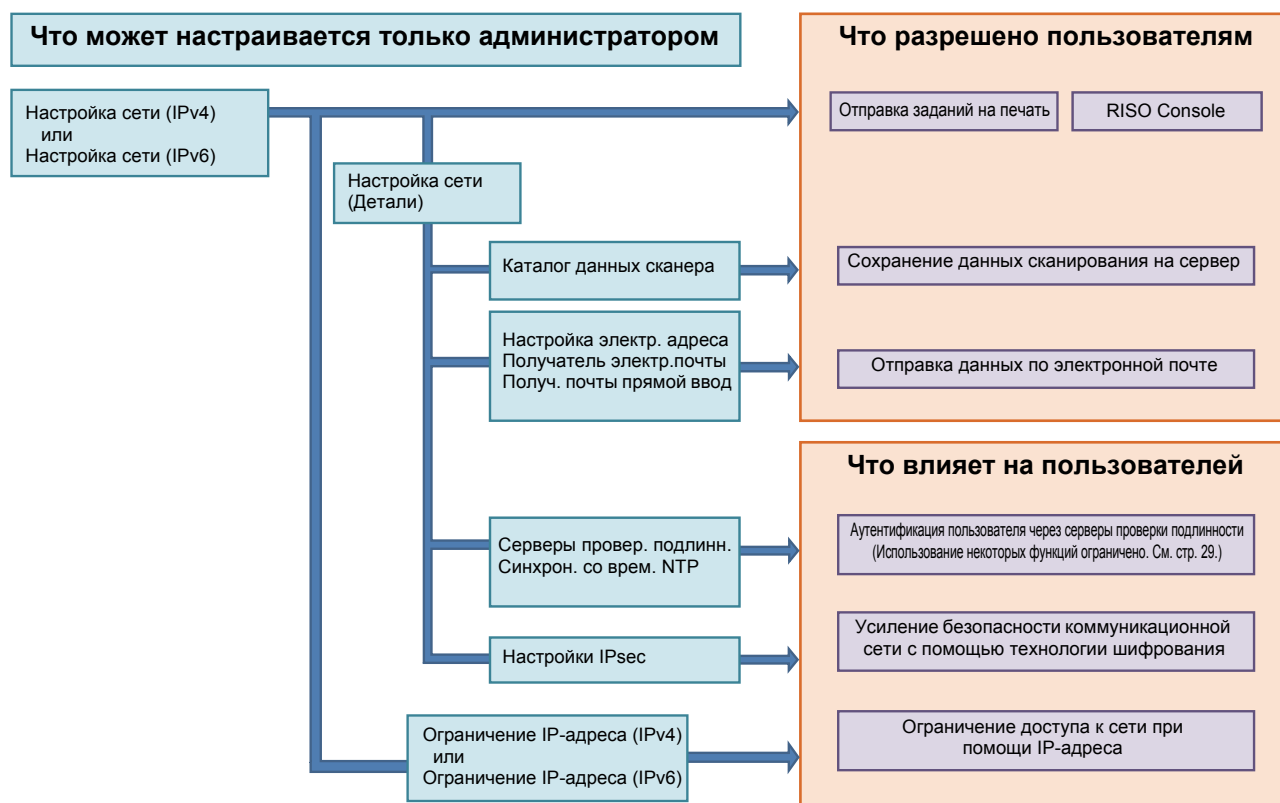 Что может настраивается только администратором
Что разрешено пользователям
Настройка сети (IPv4)
или
Настройка сети (IPv6)
Отправка заданий на печать
RISO Console
Настройка сети
(Детали)
Каталог данных сканера
Сохранение данных сканирования на сервер
Настройка электр. адреса
Получатель электр.почты
Получ. почты прямой ввод
Отправка данных по электронной почте
Что влияет на пользователей
Серверы провер. подлинн.
Синхрон. со врем. NTP
Аутентификация пользователя через серверы проверки подлинности
(Использование некоторых функций ограничено. См. стр. 29.)
Настройки IPsec
Усиление безопасности коммуникационной
сети с помощью технологии шифрования
Ограничение IP-адреса (IPv4)
или
Ограничение IP-адреса (IPv6)
Ограничение доступа к сети при
помощи IP-адреса